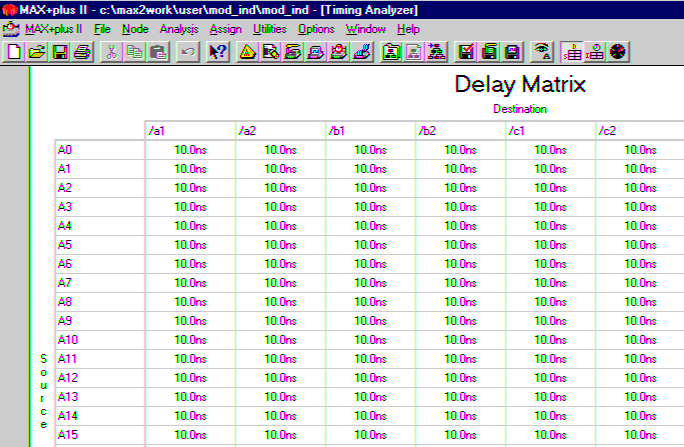 MAX+plus II - c:\max2work\user\mod_ind\mod_ind - [Timing Analyzer]
MAX+plus II File Node Analysis Assign Utilities Options Window Help
Delay Matrix
Destination
/a1 /a2 /b1 /b2 /c1 /c2
A0 10.0ns 10.0ns 10.0ns 10.0ns 10.0ns 10.0ns
A1 10.0ns 10.0ns 10.0ns 10.0ns 10.0ns 10.0ns
A2 10.0ns 10.0ns 10.0ns 10.0ns 10.0ns 10.0ns
A3 10.0ns 10.0ns 10.0ns 10.0ns 10.0ns 10.0ns
A4 10.0ns 10.0ns 10.0ns 10.0ns 10.0ns 10.0ns
A5 10.0ns 10.0ns 10.0ns 10.0ns 10.0ns 10.0ns
A6 10.0ns 10.0ns 10.0ns 10.0ns 10.0ns 10.0ns
A7 10.0ns 10.0ns 10.0ns 10.0ns 10.0ns 10.0ns
A8 10.0ns 10.0ns 10.0ns 10.0ns 10.0ns 10.0ns
A9 10.0ns 10.0ns 10.0ns 10.0ns 10.0ns 10.0ns
A10 10.0ns 10.0ns 10.0ns 10.0ns 10.0ns 10.0ns
A11 10.0ns 10.0ns 10.0ns 10.0ns 10.0ns 10.0ns
A12 10.0ns 10.0ns 10.0ns 10.0ns 10.0ns 10.0ns
A13 10.0ns 10.0ns 10.0ns 10.0ns 10.0ns 10.0ns
A14 10.0ns 10.0ns 10.0ns 10.0ns 10.0ns 10.0ns
A15 10.0ns 10.0ns 10.0ns 10.0ns 10.0ns 10.0ns
Source